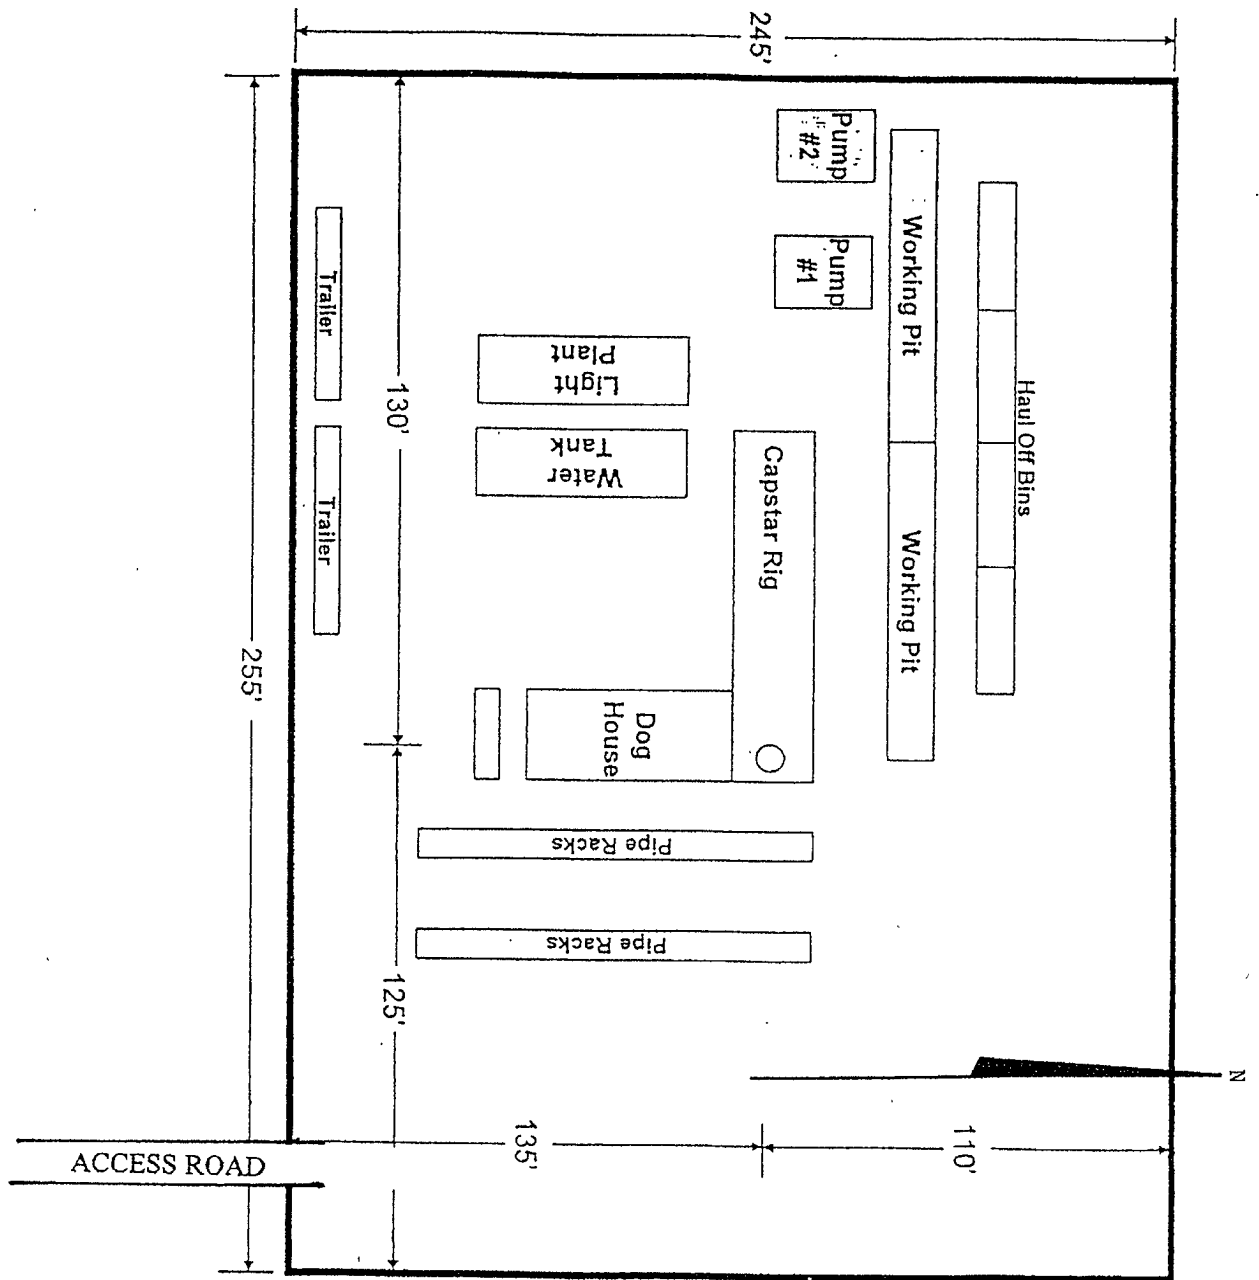 245'
Pump
#2
Pump
#1
Working Pit
Working Pit
Haul Off Bins
Trailer
Trailer
130'
Light
Plant
Water
Tank
Capstar Rig
255'
Dog
House
Pipe Racks
Pipe Racks
125'
N
135'
110'
ACCESS ROAD